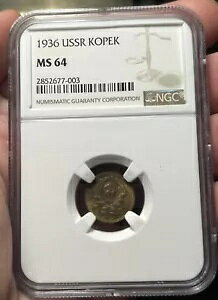 1936 USSR KOPEK
MS 64
2852677-003
NUMISMATIC GUARANTY CORPORATION
NGC